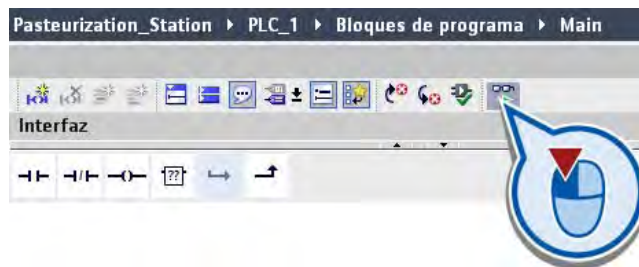 Pasteurization_Station ▸ PLC_1 ▸ Bloques de programa ▸ Main
Interfaz
??